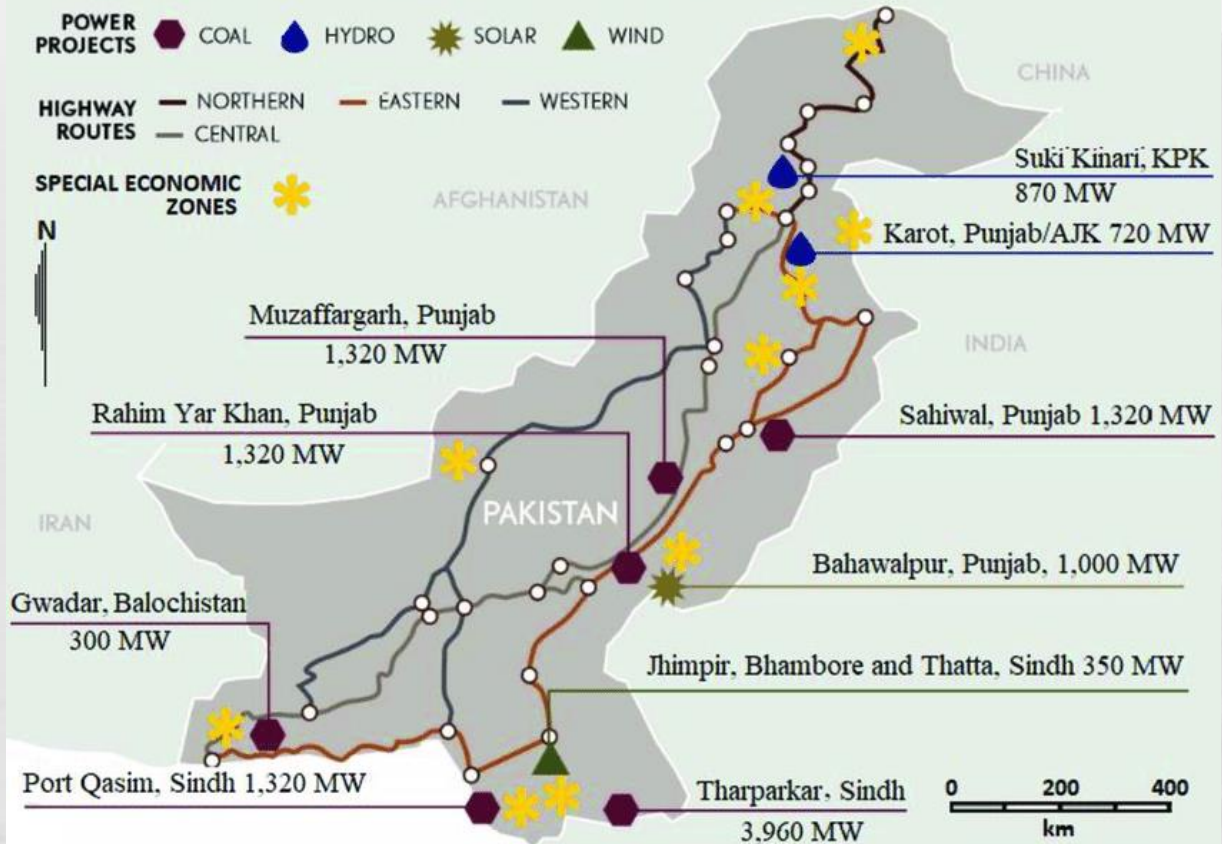 POWER
PROJECTS
COAL
HYDRO
SOLAR
WIND
HIGHWAY
ROUTES
NORTHERN
EASTERN
WESTERN
CENTRAL
SPECIAL ECONOMIC
ZONES
N
CHINA
AFGHANISTAN
Suki Kinari, KPK
870 MW
Karot, Punjab/AJK 720 MW
Muzaffargarh, Punjab
1,320 MW
INDIA
Rahim Yar Khan, Punjab
1,320 MW
Sahiwal, Punjab 1,320 MW
IRAN
PAKISTAN
Bahawalpur, Punjab, 1,000 MW
Gwadar, Balochistan
300 MW
Jhimpir, Bhambore and Thatta, Sindh 350 MW
Port Qasim, Sindh 1,320 MW
Tharparkar, Sindh
3,960 MW
0 200 400
km